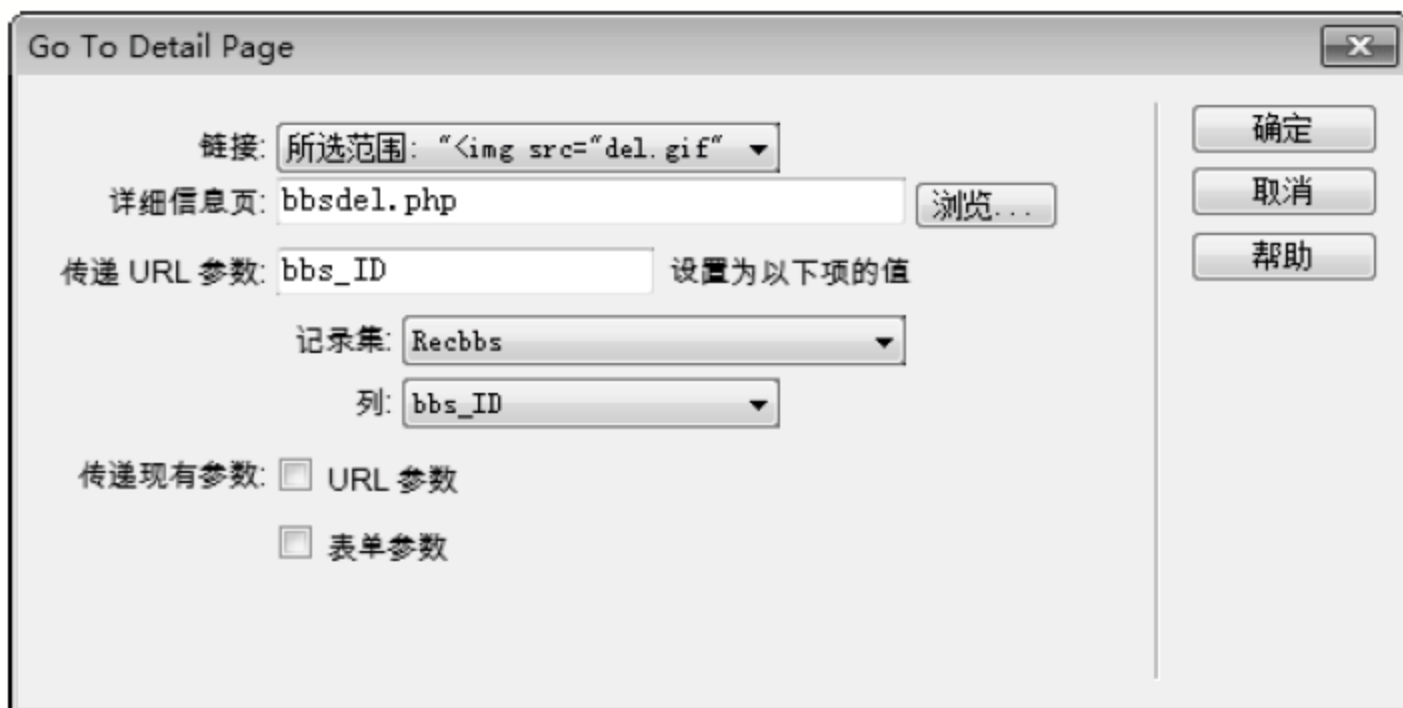 Go To Detail Page
链接: 所选范围: "<img src="del.gif" 确定
详细信息页: bbsdel.php 浏览... 取消
传递 URL 参数: bbs_ID 设置为以下项的值 帮助
记录集: Recbbs
列: bbs_ID
传递现有参数: URL 参数
表单参数